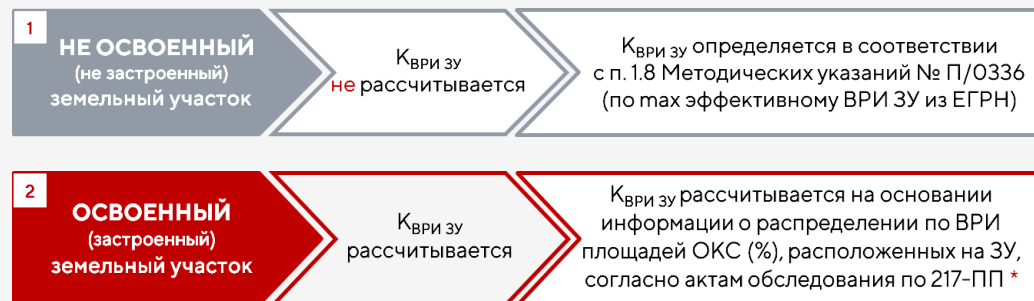 1
НЕ ОСВОЕННЫЙ
(не застроенный)
земельный участок
КВРИ ЗУ
не рассчитывается
КВРИ ЗУ определяется в соответствии
с п. 1.8 Методических указаний № П/0336
(по max эффективному ВРИ ЗУ из ЕГРН)
2
ОСВОЕННЫЙ
(застроенный)
земельный участок
КВРИ ЗУ
рассчитывается
КВРИ ЗУ рассчитывается на основании
информации о распределении по ВРИ
площадей ОКС (%), расположенных на ЗУ,
согласно актам обследования по 217-ПП *